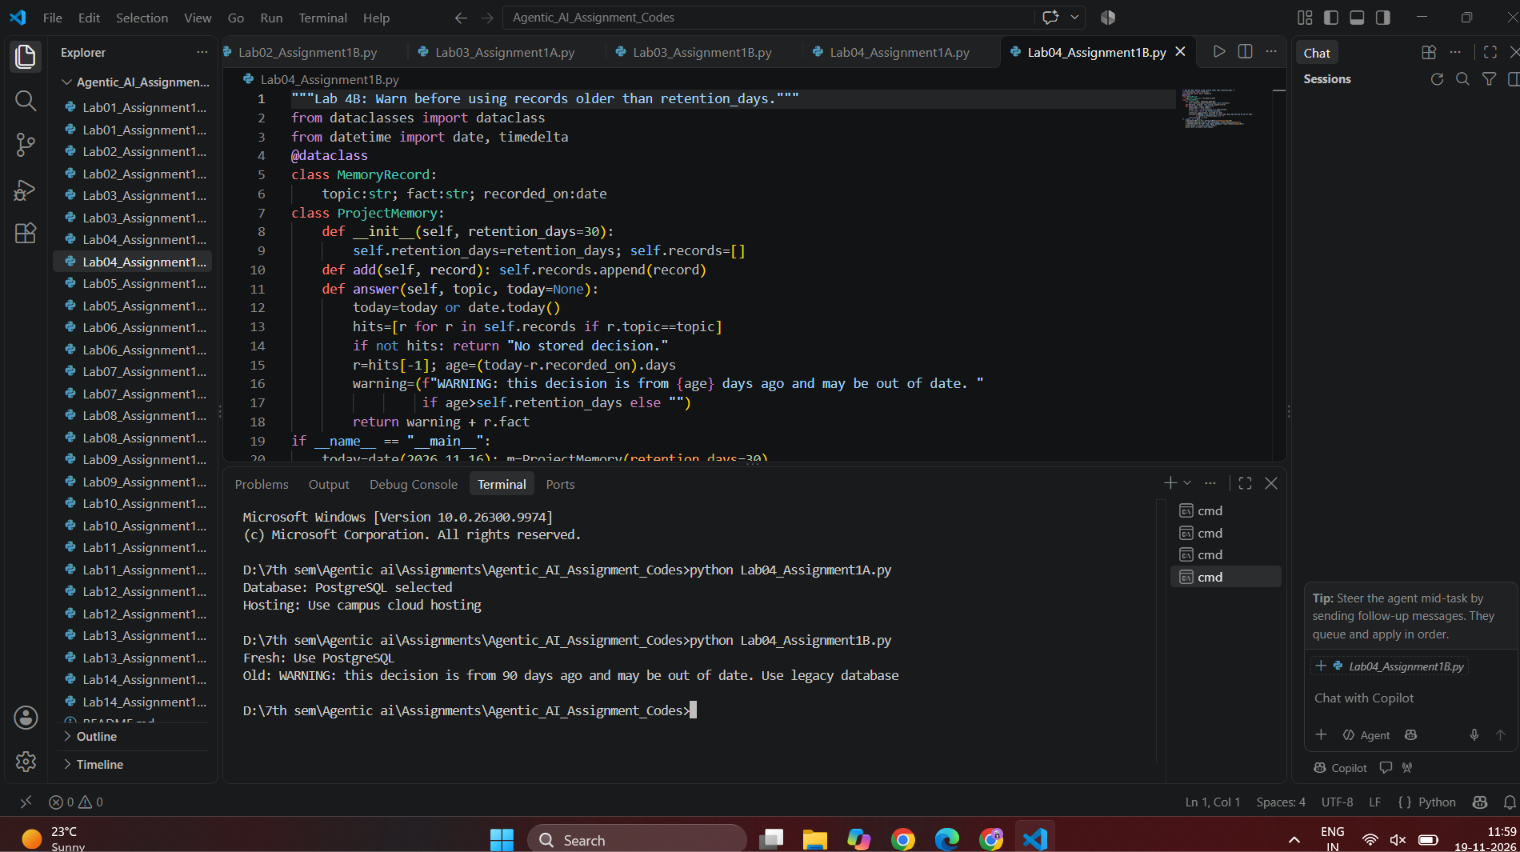 File Edit Selection View Go Run Terminal Help
Agentic_AI_Assignment_Codes
Explorer
Agentic_AI_Assignmen...
Lab01_Assignment1...
Lab01_Assignment1...
Lab02_Assignment1...
Lab02_Assignment1...
Lab03_Assignment1...
Lab03_Assignment1...
Lab04_Assignment1...
Lab04_Assignment1...
Lab05_Assignment1...
Lab05_Assignment1...
Lab06_Assignment1...
Lab06_Assignment1...
Lab07_Assignment1...
Lab07_Assignment1...
Lab08_Assignment1...
Lab08_Assignment1...
Lab09_Assignment1...
Lab09_Assignment1...
Lab10_Assignment1...
Lab10_Assignment1...
Lab11_Assignment1...
Lab11_Assignment1...
Lab12_Assignment1...
Lab12_Assignment1...
Lab13_Assignment1...
Lab13_Assignment1...
Lab14_Assignment1...
Lab14_Assignment1...
README.md
Outline
Timeline
Lab02_Assignment1B.py Lab03_Assignment1A.py Lab03_Assignment1B.py Lab04_Assignment1A.py Lab04_Assignment1B.py
Lab04_Assignment1B.py
1 """Lab 4B: Warn before using records older than retention_days."""
2 from dataclasses import dataclass
3 from datetime import date, timedelta
4 @dataclass
5 class MemoryRecord:
6 topic:str; fact:str; recorded_on:date
7 class ProjectMemory:
8 def __init__(self, retention_days=30):
9 self.retention_days=retention_days; self.records=[]
10 def add(self, record): self.records.append(record)
11 def answer(self, topic, today=None):
12 today=today or date.today()
13 hits=[r for r in self.records if r.topic==topic]
14 if not hits: return "No stored decision."
15 r=hits[-1]; age=(today-r.recorded_on).days
16 warning=(f"WARNING: this decision is from {age} days ago and may be out of date. "
17 if age>self.retention_days else "")
18 return warning + r.fact
19 if __name__ == "__main__":
20 today=date(2026,11,16); m=ProjectMemory(retention_days=30)
Problems Output Debug Console Terminal Ports
Microsoft Windows [Version 10.0.26300.9974]
(c) Microsoft Corporation. All rights reserved.
D:\7th sem\Agentic ai\Assignments\Agentic_AI_Assignment_Codes>python Lab04_Assignment1A.py
Database: PostgreSQL selected
Hosting: Use campus cloud hosting
D:\7th sem\Agentic ai\Assignments\Agentic_AI_Assignment_Codes>python Lab04_Assignment1B.py
Fresh: Use PostgreSQL
Old: WARNING: this decision is from 90 days ago and may be out of date. Use legacy database
D:\7th sem\Agentic ai\Assignments\Agentic_AI_Assignment_Codes>
cmd
cmd
cmd
cmd
Chat
Sessions
Tip: Steer the agent mid-task by
sending follow-up messages. They
queue and apply in order.
Lab04_Assignment1B.py
Chat with Copilot
Agent
Copilot
0 0
Ln 1, Col 1 Spaces: 4 UTF-8 LF { } Python
23°C
Sunny
Search
ENG
IN
11:59
19-11-2026